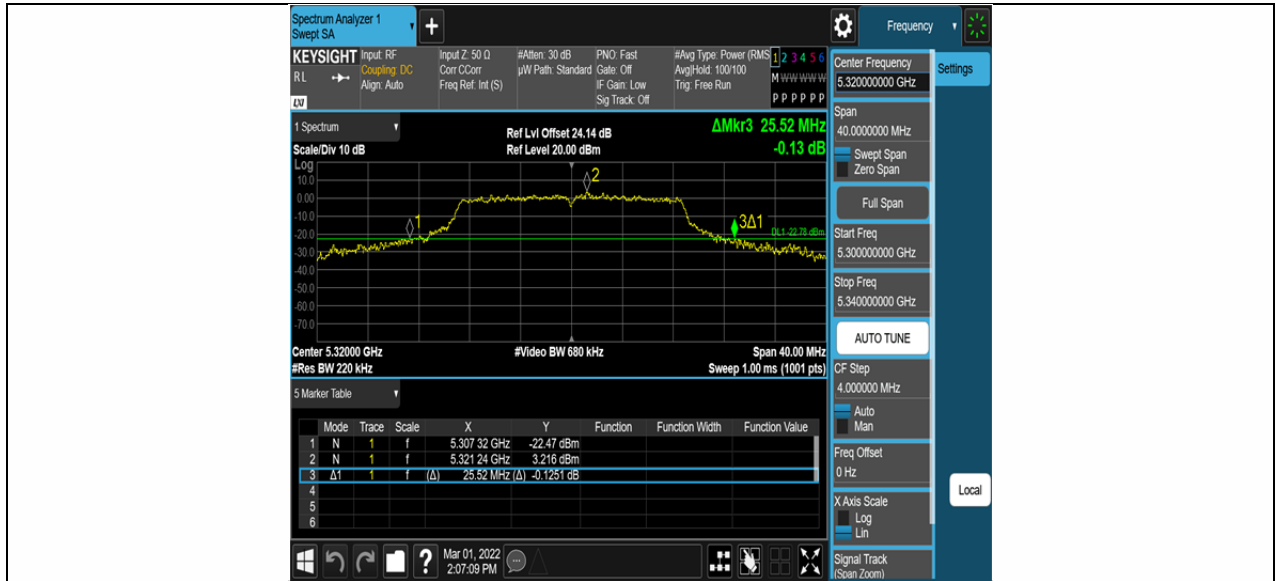 Spectrum Analyzer 1
Swept SA
+
Frequency
KEYSIGHT
RL
LXI
Input: RF
Coupling: DC
Align: Auto
Input Z: 50 Ω
Corr CCorr
Freq Ref: Int (S)
#Atten: 30 dB
µW Path: Standard
PNO: Fast
Gate: Off
IF Gain: Low
Sig Track: Off
#Avg Type: Power (RMS
Avg|Hold: 100/100
Trig: Free Run
1 2 3 4 5 6
M W W W W W
P P P P P P
Center Frequency
5.320000000 GHz
Settings
1 Spectrum
Scale/Div 10 dB
Ref Lvl Offset 24.14 dB
Ref Level 20.00 dBm
ΔMkr3 25.52 MHz
-0.13 dB
Log
10.0
0.00
-10.0
-20.0
-30.0
-40.0
-50.0
-60.0
-70.0
1
2
3Δ1
DL1 -22.78 dBm
Center 5.32000 GHz
#Res BW 220 kHz
#Video BW 680 kHz
Span 40.00 MHz
Sweep 1.00 ms (1001 pts)
Span
40.0000000 MHz
Swept Span
Zero Span
Full Span
Start Freq
5.300000000 GHz
Stop Freq
5.340000000 GHz
AUTO TUNE
CF Step
4.000000 MHz
Auto
Man
Freq Offset
0 Hz
X Axis Scale
Log
Lin
Signal Track
(Span Zoom)
Local
5 Marker Table
Mode Trace Scale X Y Function Function Width Function Value
1 N 1 f 5.307 32 GHz -22.47 dBm
2 N 1 f 5.321 24 GHz 3.216 dBm
3 Δ1 1 f (Δ) 25.52 MHz (Δ) -0.1251 dB
4
5
6
?
Mar 01, 2022
2:07:09 PM